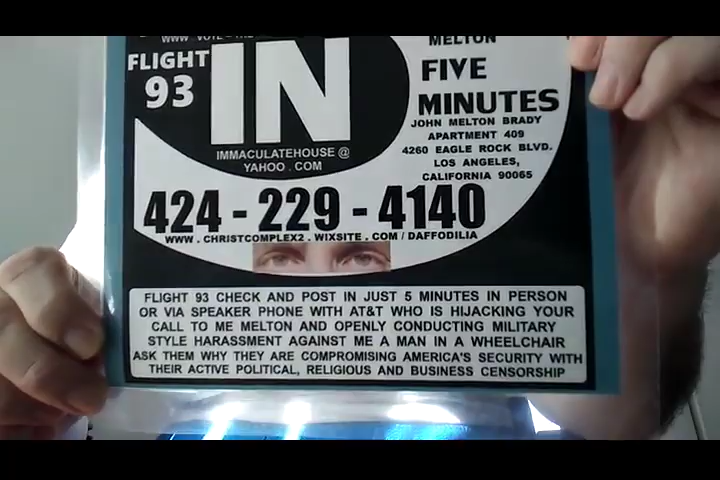 FLIGHT
93
IN
IMMACULATEHOUSE @
YAHOO . COM
MELTON
FIVE
MINUTES
JOHN MELTON BRADY
APARTMENT 409
4260 EAGLE ROCK BLVD.
LOS ANGELES,
CALIFORNIA 90065
424 - 229 - 4140
WWW . CHRISTCOMPLEX2 . WIXSITE . COM / DAFFODILIA
FLIGHT 93 CHECK AND POST IN JUST 5 MINUTES IN PERSON
OR VIA SPEAKER PHONE WITH AT&T WHO IS HIJACKING YOUR
CALL TO ME MELTON AND OPENLY CONDUCTING MILITARY
STYLE HARASSMENT AGAINST ME A MAN IN A WHEELCHAIR
ASK THEM WHY THEY ARE COMPROMISING AMERICA'S SECURITY WITH
THEIR ACTIVE POLITICAL, RELIGIOUS AND BUSINESS CENSORSHIP